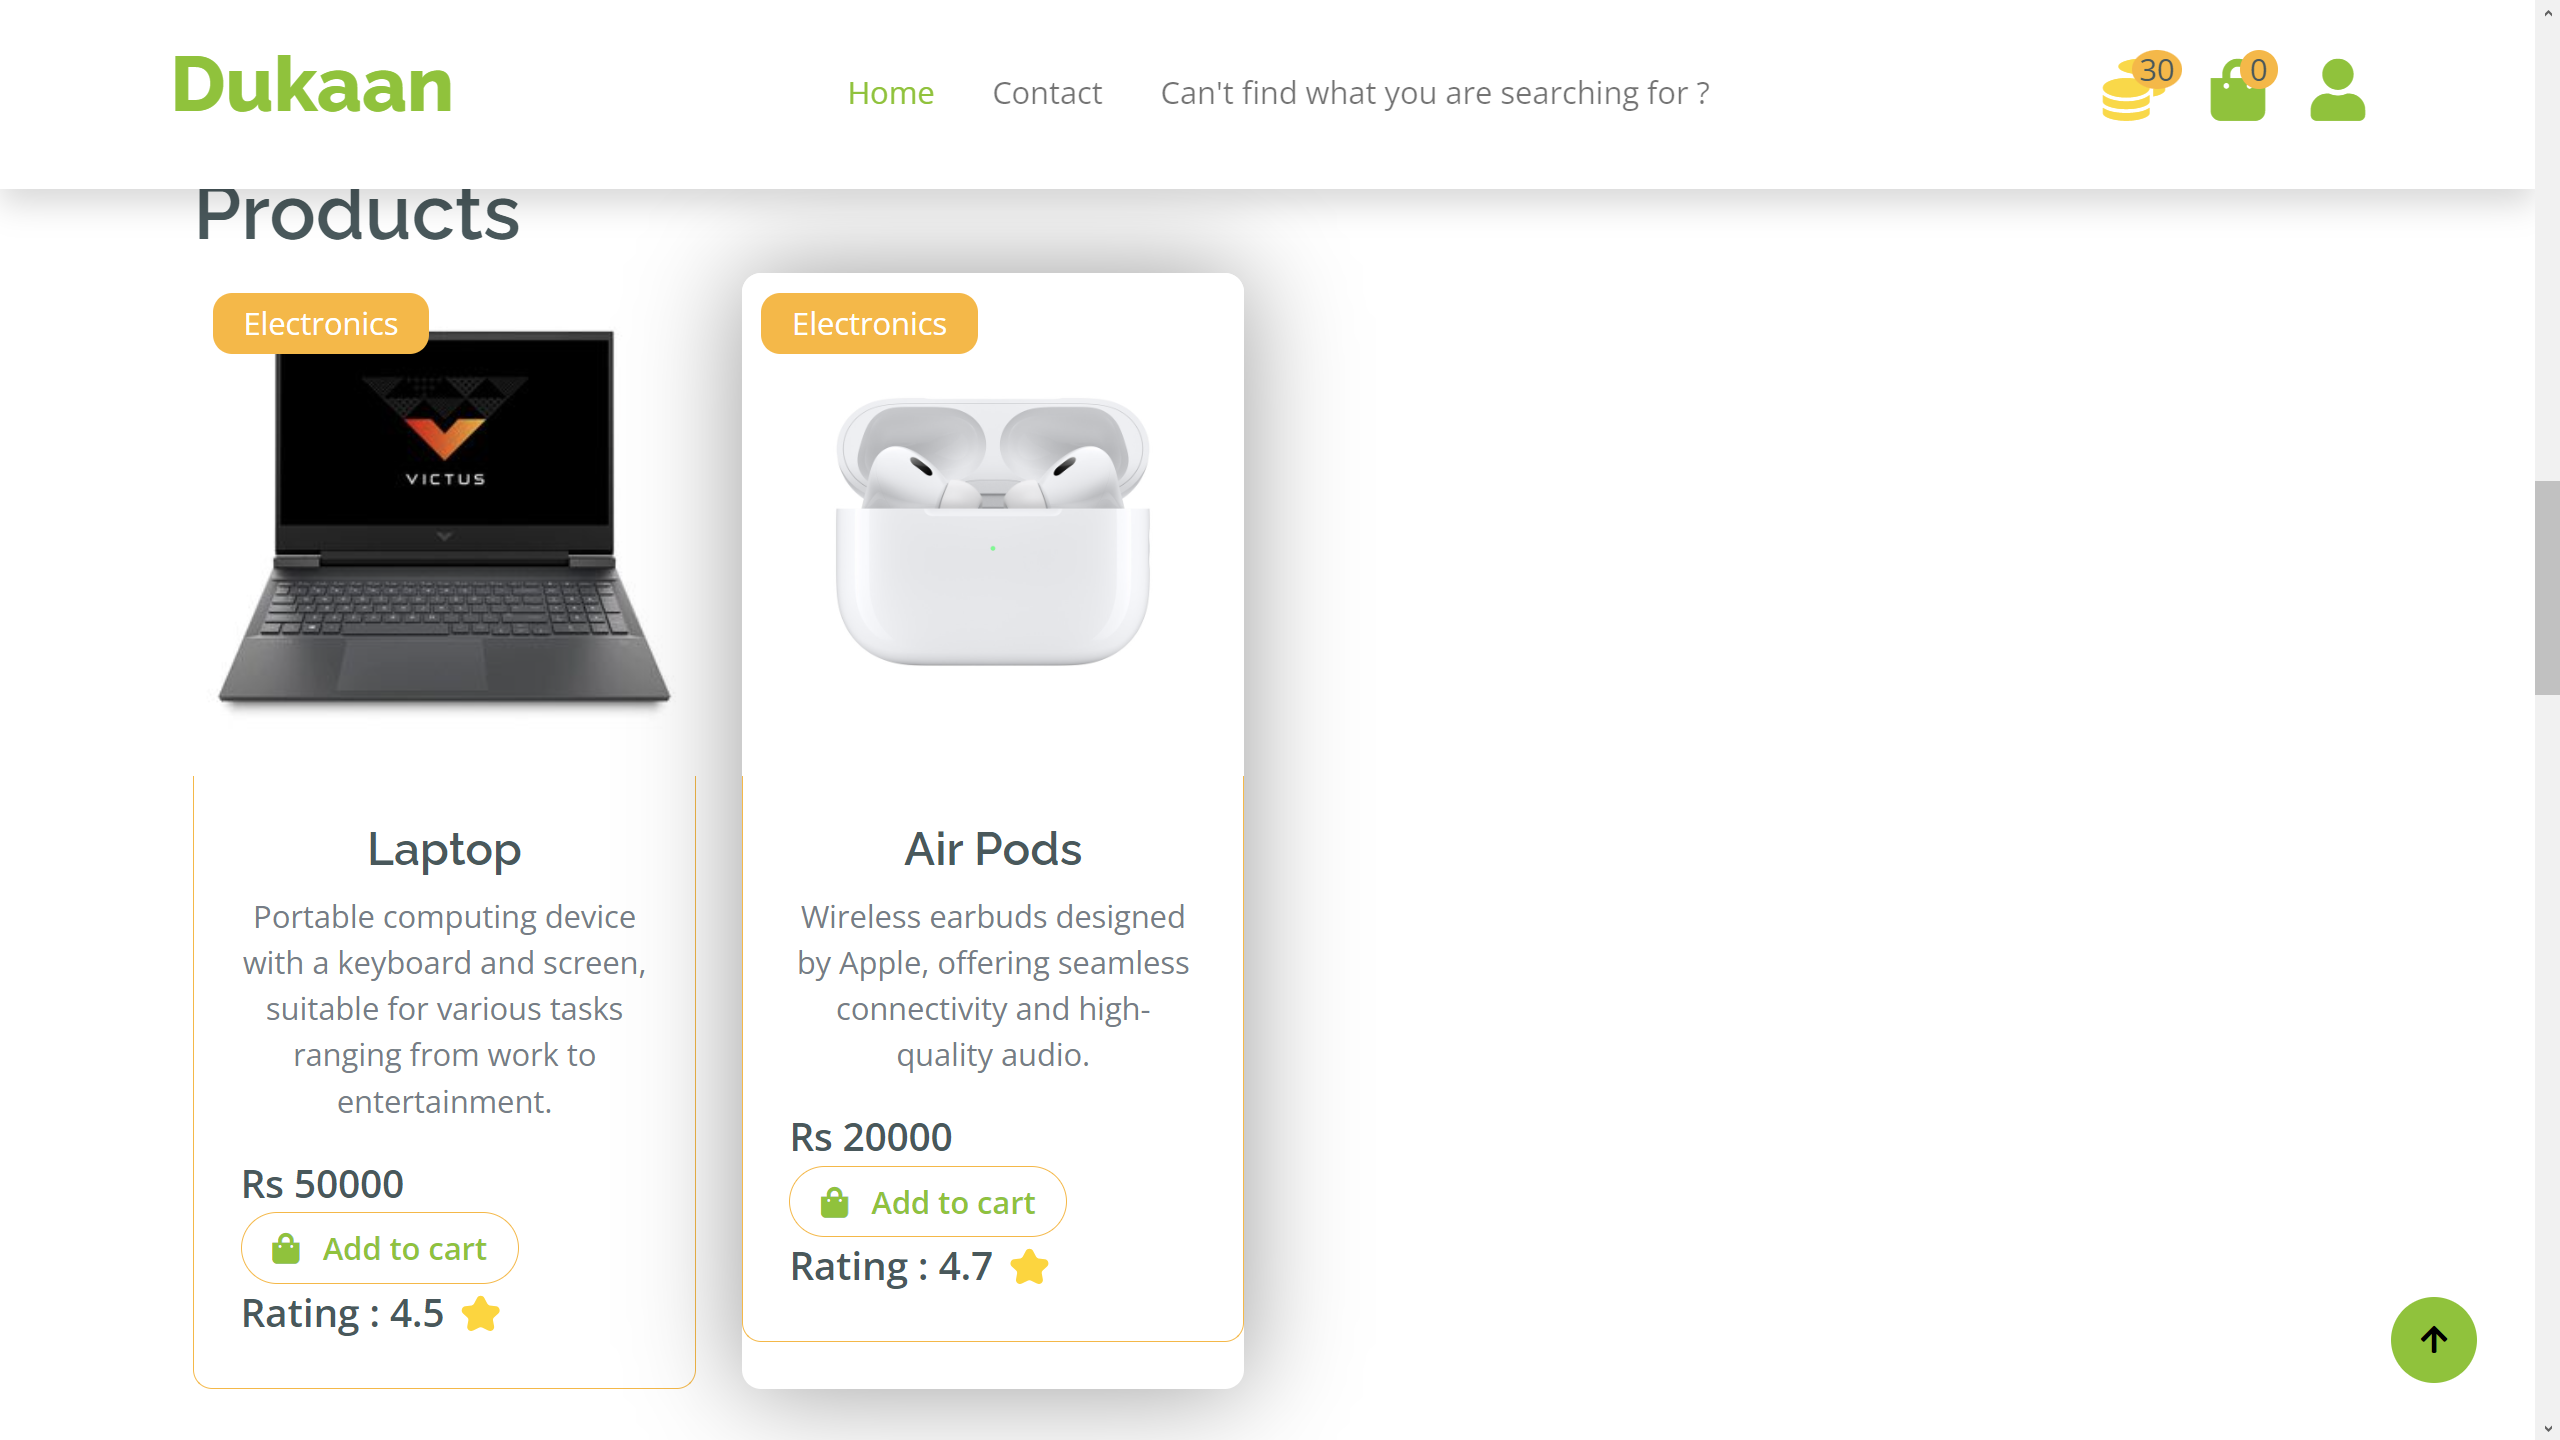 Dukaan
Home
Contact
Can't find what you are searching for ?
30
0
Products
Electronics
VICTUS
Laptop
Portable computing device
with a keyboard and screen,
suitable for various tasks
ranging from work to
entertainment.
Rs 50000
Add to cart
Rating : 4.5
Electronics
Air Pods
Wireless earbuds designed
by Apple, offering seamless
connectivity and high-
quality audio.
Rs 20000
Add to cart
Rating : 4.7